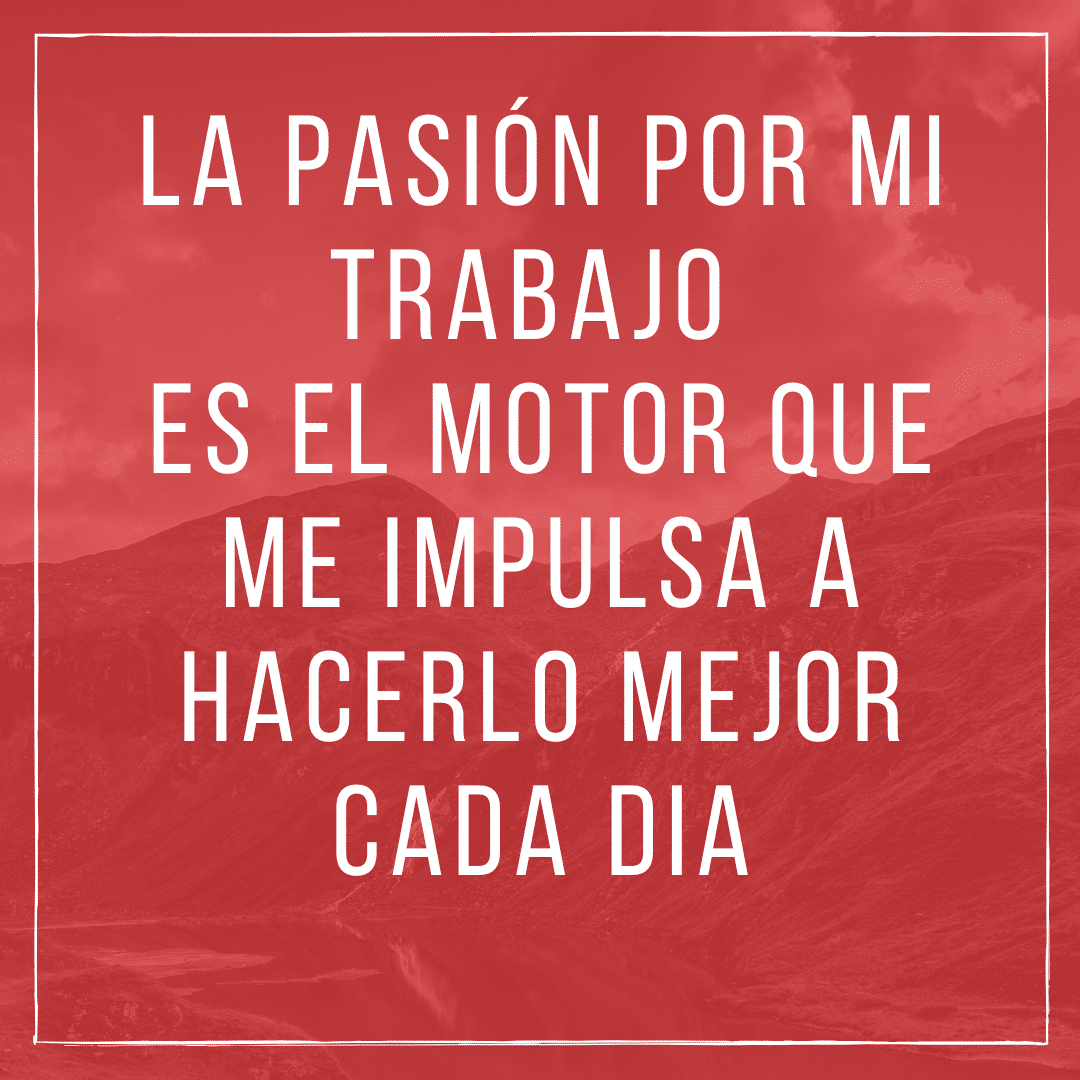 LA PASIÓN POR MI
TRABAJO
ES EL MOTOR QUE
ME IMPULSA A
HACERLO MEJOR
CADA DIA